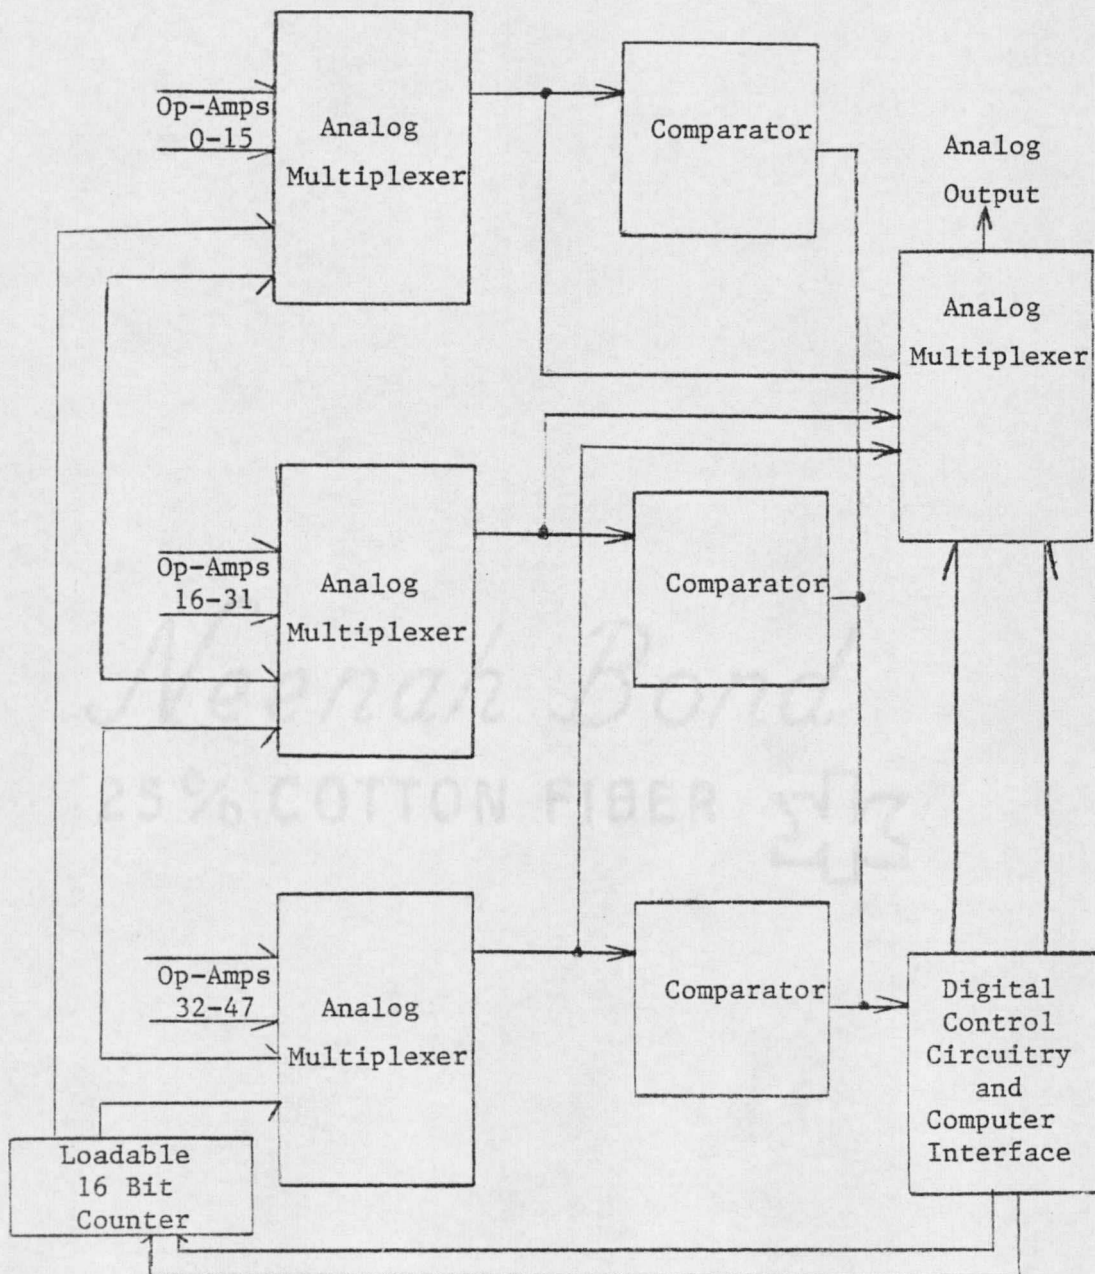 Op-Amps
0-15
Analog
Multiplexer
Comparator
Analog
Output
Analog
Multiplexer
Op-Amps
16-31
Analog
Multiplexer
Comparator
Neenah Bond
25% COTTON FIBER
Op-Amps
32-47
Analog
Multiplexer
Comparator
Digital
Control
Circuitry
and
Computer
Interface
Loadable
16 Bit
Counter